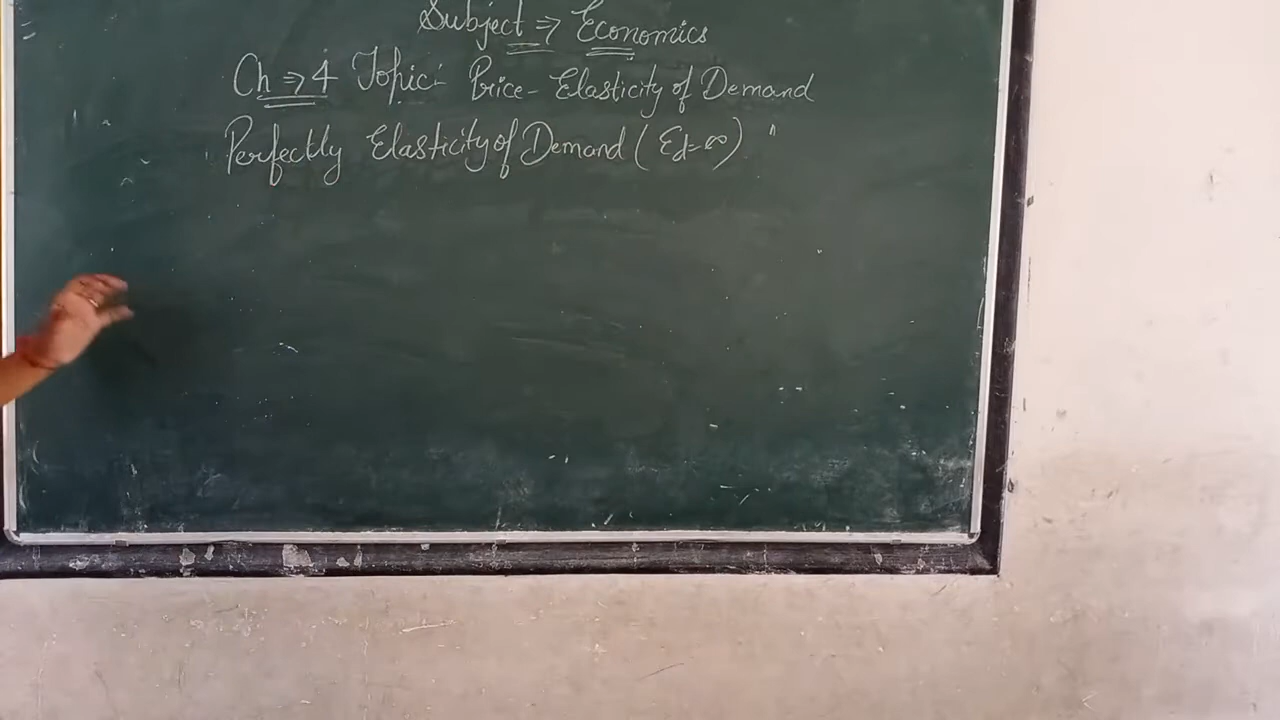 Subject ⇒ Economics
Ch ⇒ 4 Topic:- Price - Elasticity of Demand
Perfectly Elasticity of Demand (Ed=∞) "